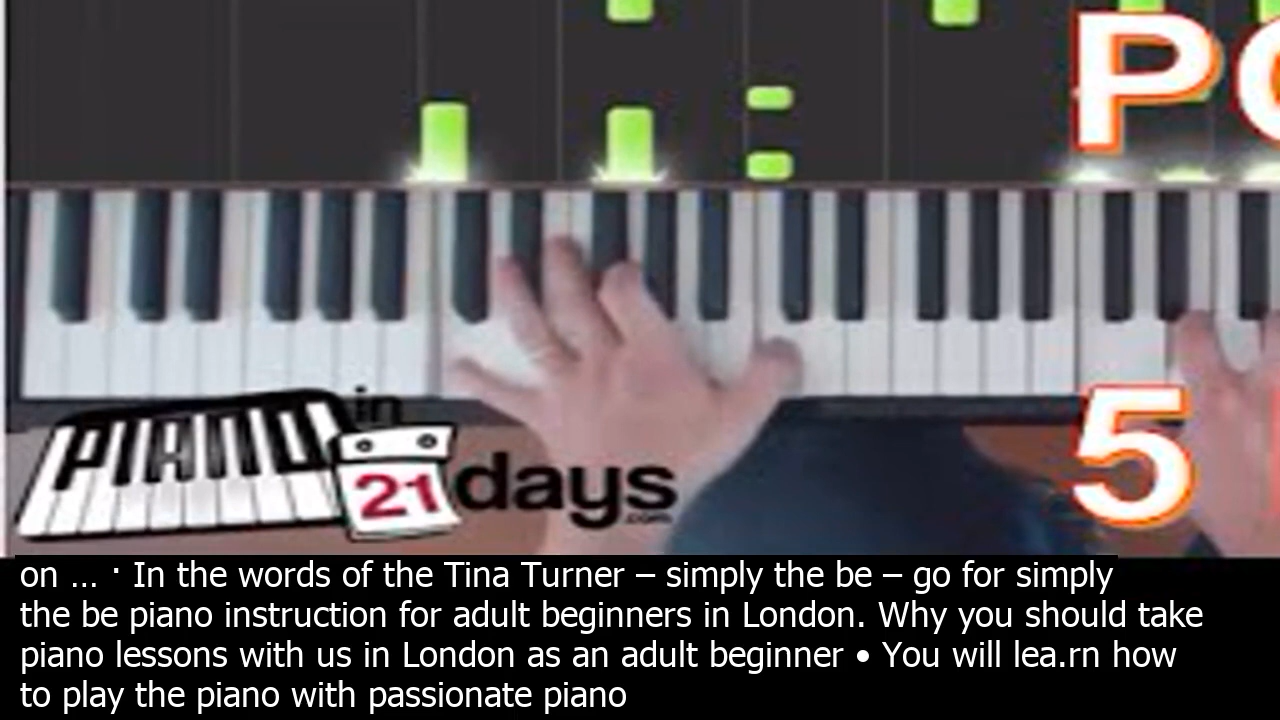 P
5
PIANO in
21 days
.com
on ... · In the words of the Tina Turner – simply the be – go for simply
the be piano instruction for adult beginners in London. Why you should take
piano lessons with us in London as an adult beginner • You will lea.rn how
to play the piano with passionate piano